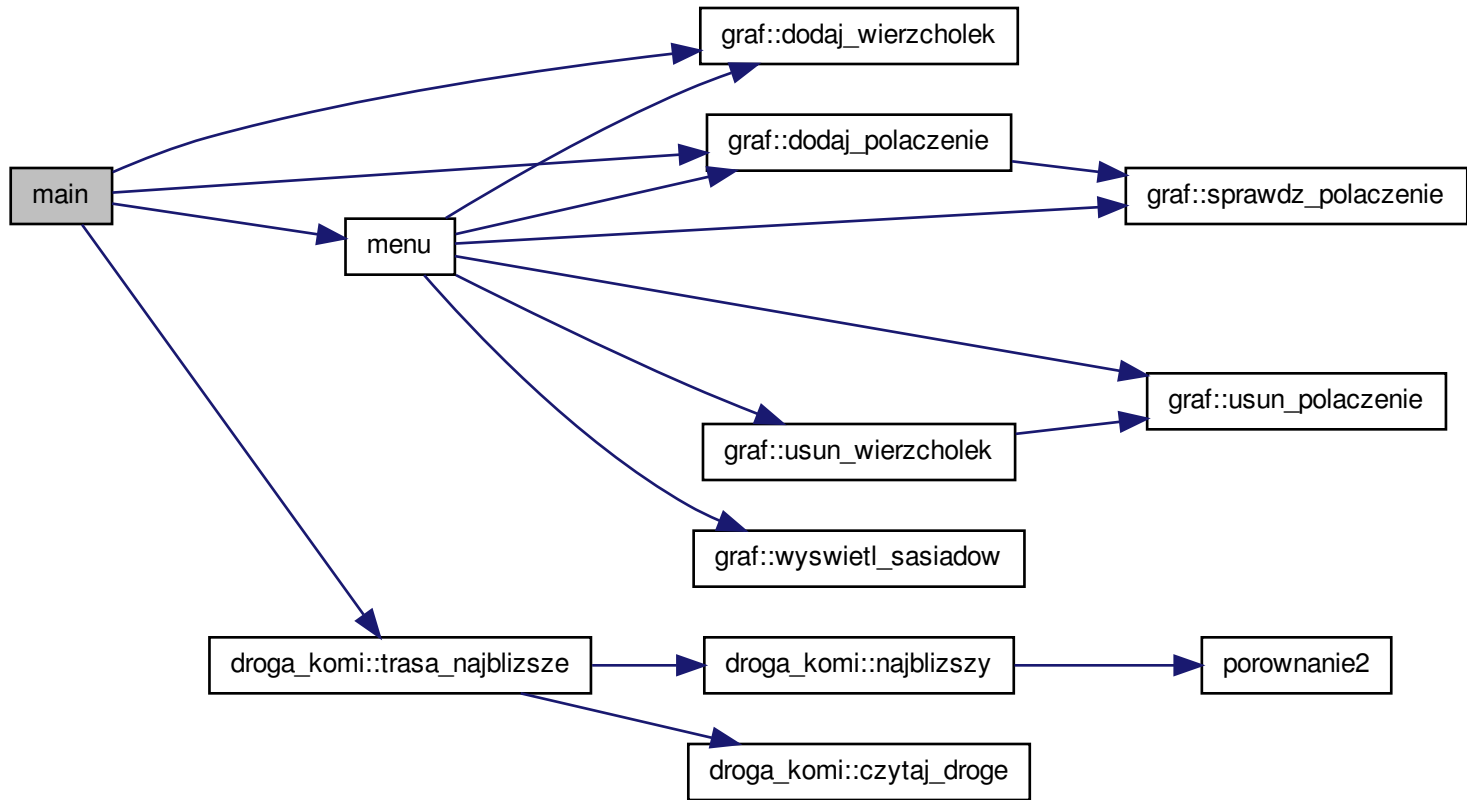 graf::dodaj_wierzcholek
graf::dodaj_polaczenie
main
graf::sprawdz_polaczenie
menu
graf::usun_polaczenie
graf::usun_wierzcholek
graf::wyswietl_sasiadow
droga_komi::trasa_najblizsze
droga_komi::najblizszy
porownanie2
droga_komi::czytaj_droge